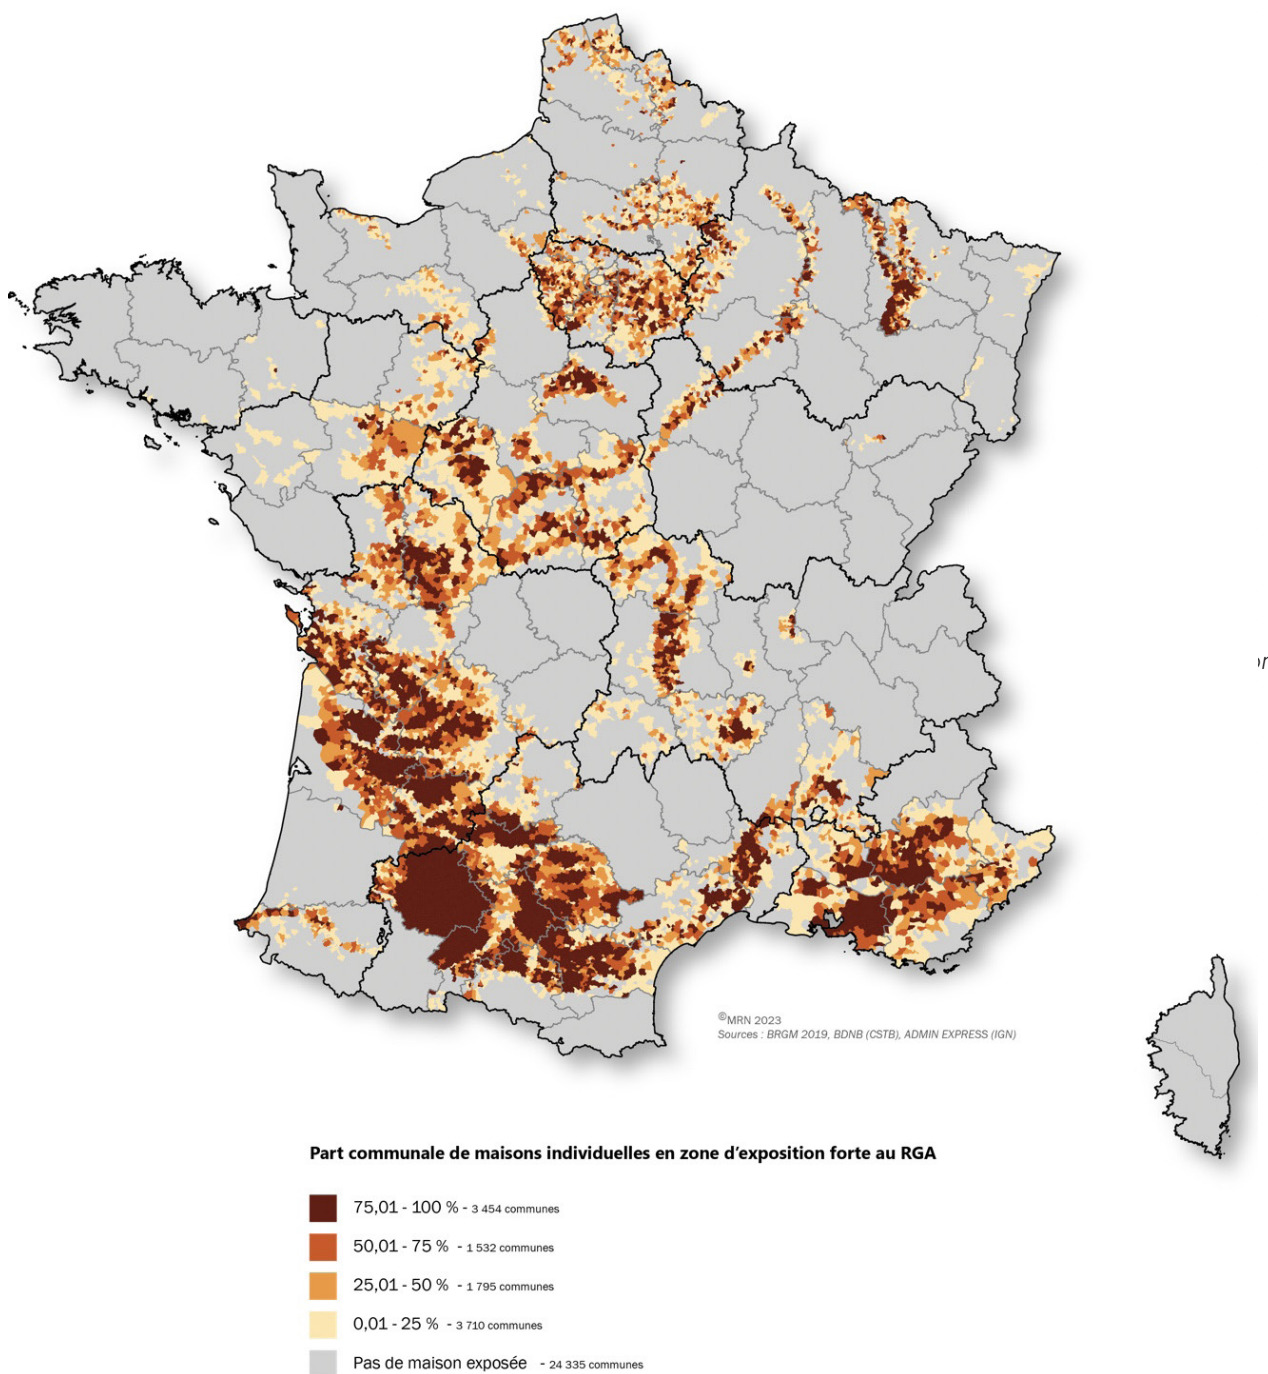 ©MRN 2023
Sources : BRGM 2019, BDNB (CSTB), ADMIN EXPRESS (IGN)
Part communale de maisons individuelles en zone d'exposition forte au RGA
75,01 - 100 % - 3 454 communes
50,01 - 75 % - 1 532 communes
25,01 - 50 % - 1 795 communes
0,01 - 25 % - 3 710 communes
Pas de maison exposée - 24 335 communes